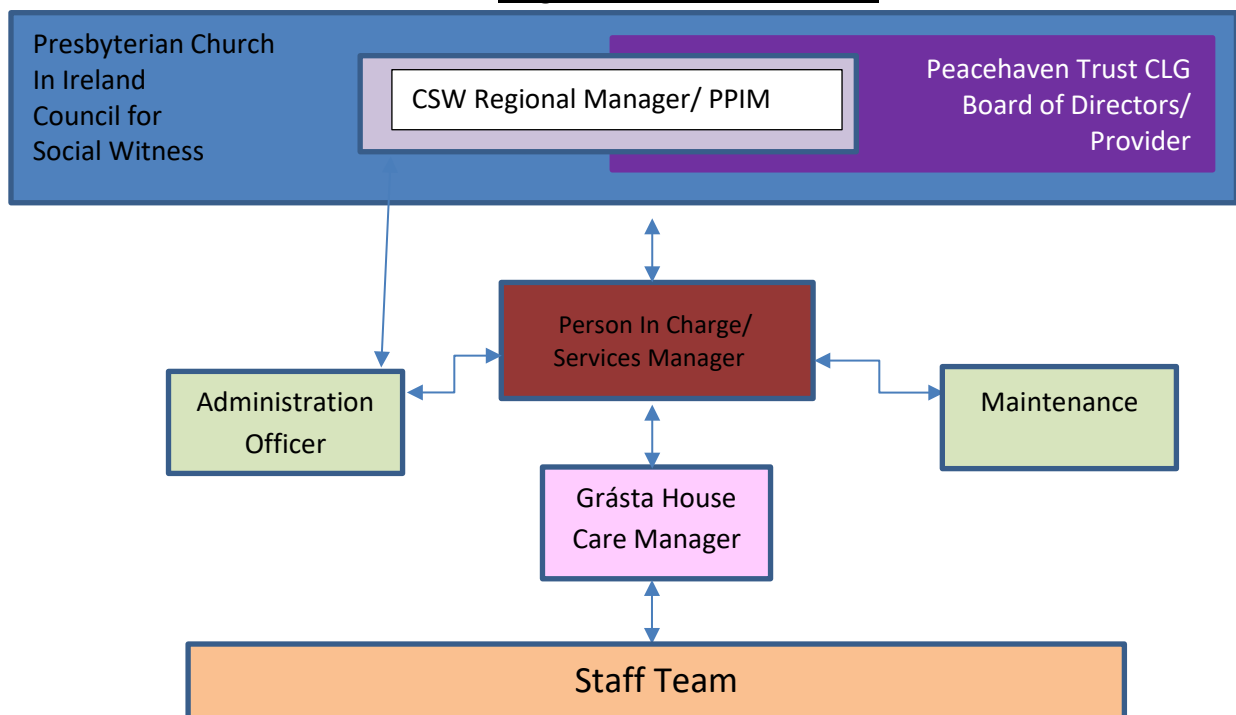 Presbyterian Church
In Ireland
Council for
Social Witness
CSW Regional Manager/ PPIM
Peacehaven Trust CLG
Board of Directors/
Provider
Person In Charge/
Services Manager
Administration
Officer
Maintenance
Grásta House
Care Manager
Staff Team